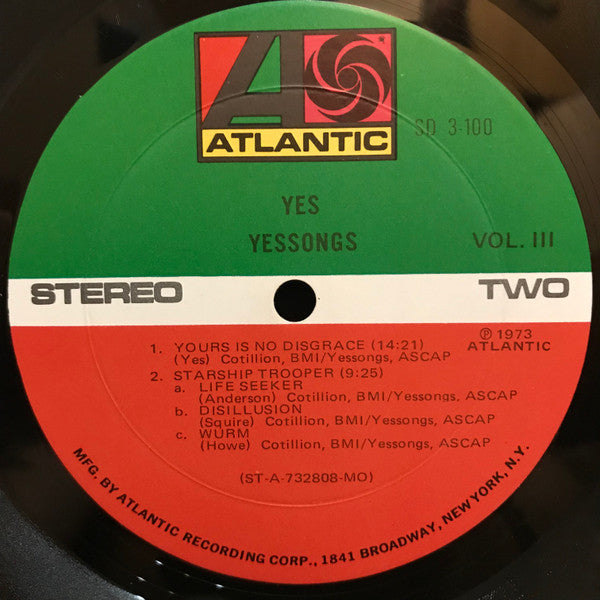 ATLANTIC
SD 3-100
YES
YESSONGS
VOL. III
STEREO
TWO
℗ 1973
ATLANTIC
1. YOURS IS NO DISGRACE (14:21)
(Yes) Cotillion, BMI/Yessongs, ASCAP
2. STARSHIP TROOPER (9:25)
a. LIFE SEEKER
(Anderson) Cotillion, BMI/Yessongs, ASCAP
b. DISILLUSION
(Squire) Cotillion, BMI/Yessongs, ASCAP
c. WURM
(Howe) Cotillion, BMI/Yessongs, ASCAP
(ST-A-732808-MO)
MFG. BY ATLANTIC RECORDING CORP., 1841 BROADWAY, NEW YORK, N.Y.